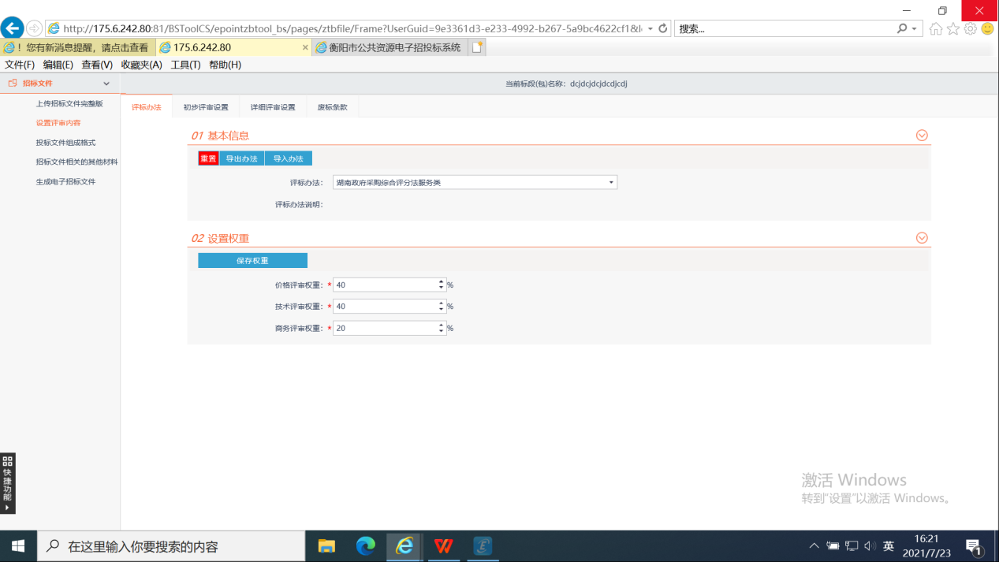 http://175.6.242.80:81/BSToolCS/epointzbtool_bs/pages/ztbfile/Frame?UserGuid=9e3361d3-e233-4992-b267-5a9bc4622cf1&l
搜索...
！您有新消息提醒，请点击查看
175.6.242.80
衡阳市公共资源电子招投标系统
文件(F) 编辑(E) 查看(V) 收藏夹(A) 工具(T) 帮助(H)
招标文件
当前标段(包)名称：dcjdcjdcjdcdjcdj
上传招标文件完整版
设置评审内容
投标文件组成格式
招标文件相关的其他材料
生成电子招标文件
评标办法 初步评审设置 详细评审设置 废标条款
01 基本信息
重置 导出办法 导入办法
评标办法： 湖南政府采购综合评分法服务类
评标办法说明：
02 设置权重
保存权重
价格评审权重：* 40 %
技术评审权重：* 40 %
商务评审权重：* 20 %
快捷功能
激活 Windows
转到"设置"以激活 Windows。
在这里输入你要搜索的内容
英
16:21
2021/7/23
1